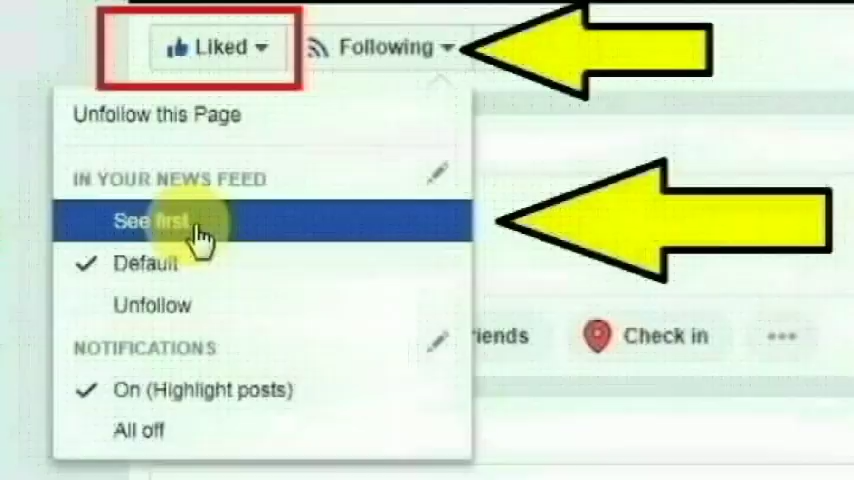 Liked Following
Unfollow this Page
IN YOUR NEWS FEED
See first
Default
Unfollow
riends Check in
NOTIFICATIONS
On (Highlight posts)
All off